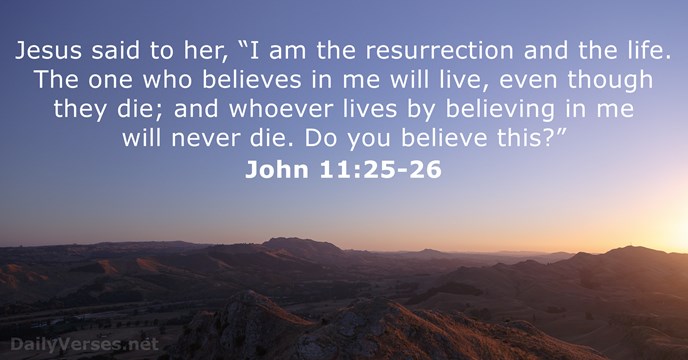 Jesus said to her, “I am the resurrection and the life.
The one who believes in me will live, even though
they die; and whoever lives by believing in me
will never die. Do you believe this?”
John 11:25-26
DailyVerses.net